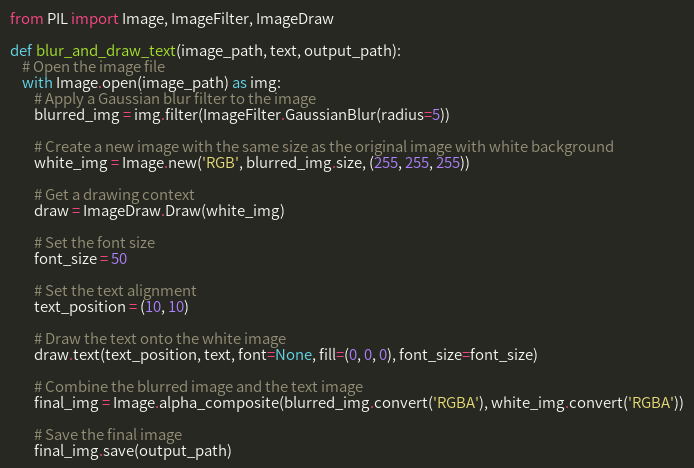 from PIL import Image, ImageFilter, ImageDraw
def blur_and_draw_text(image_path, text, output_path):
# Open the image file
with Image.open(image_path) as img:
# Apply a Gaussian blur filter to the image
blurred_img = img.filter(ImageFilter.GaussianBlur(radius=5))
# Create a new image with the same size as the original image with white background
white_img = Image.new('RGB', blurred_img.size, (255, 255, 255))
# Get a drawing context
draw = ImageDraw.Draw(white_img)
# Set the font size
font_size = 50
# Set the text alignment
text_position = (10, 10)
# Draw the text onto the white image
draw.text(text_position, text, font=None, fill=(0, 0, 0), font_size=font_size)
# Combine the blurred image and the text image
final_img = Image.alpha_composite(blurred_img.convert('RGBA'), white_img.convert('RGBA'))
# Save the final image
final_img.save(output_path)